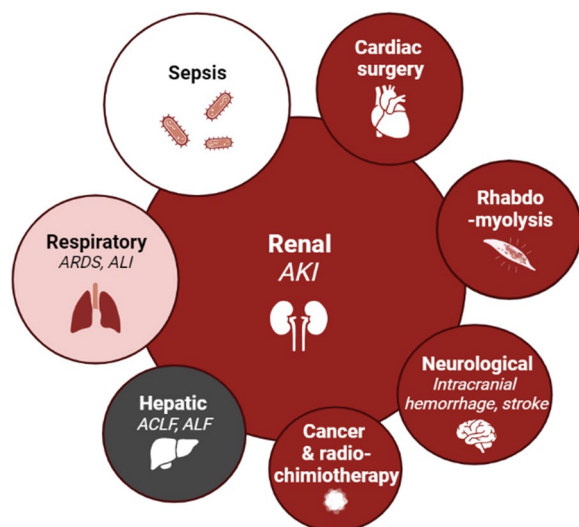 Sepsis
Cardiac
surgery
Rhabdo
-myolysis
Respiratory
ARDS, ALI
Renal
AKI
Neurological
Intracranial
hemorrhage, stroke
Hepatic
ACLF, ALF
Cancer
& radio-
chimiotherapy